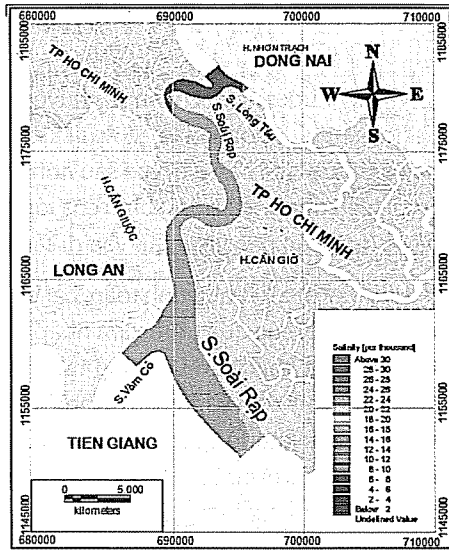 680000 690000 700000 710000
1185000 1185000
H.NHƠN TRẠCH
DONG NAI
TP HO CHI MINH
N
W E
S
S. Lòng Tàu
S. Soài Rạp
1175000 1175000
H.CẦN GIUỘC
TP HO CHI MINH
H.CẦN GIỜ
LONG AN
1165000 1165000
S. Soài Rạp
S.Vàm Cỏ
1155000 1155000
TIEN GIANG
Salinity [per thousand]
Above 30
28 - 30
26 - 28
24 - 26
22 - 24
20 - 22
18 - 20
16 - 18
14 - 16
12 - 14
10 - 12
8 - 10
6 - 8
4 - 6
2 - 4
Below 2
Undefined Value
0 5 000
kilometers
1145000 1145000
680000 690000 700000 710000